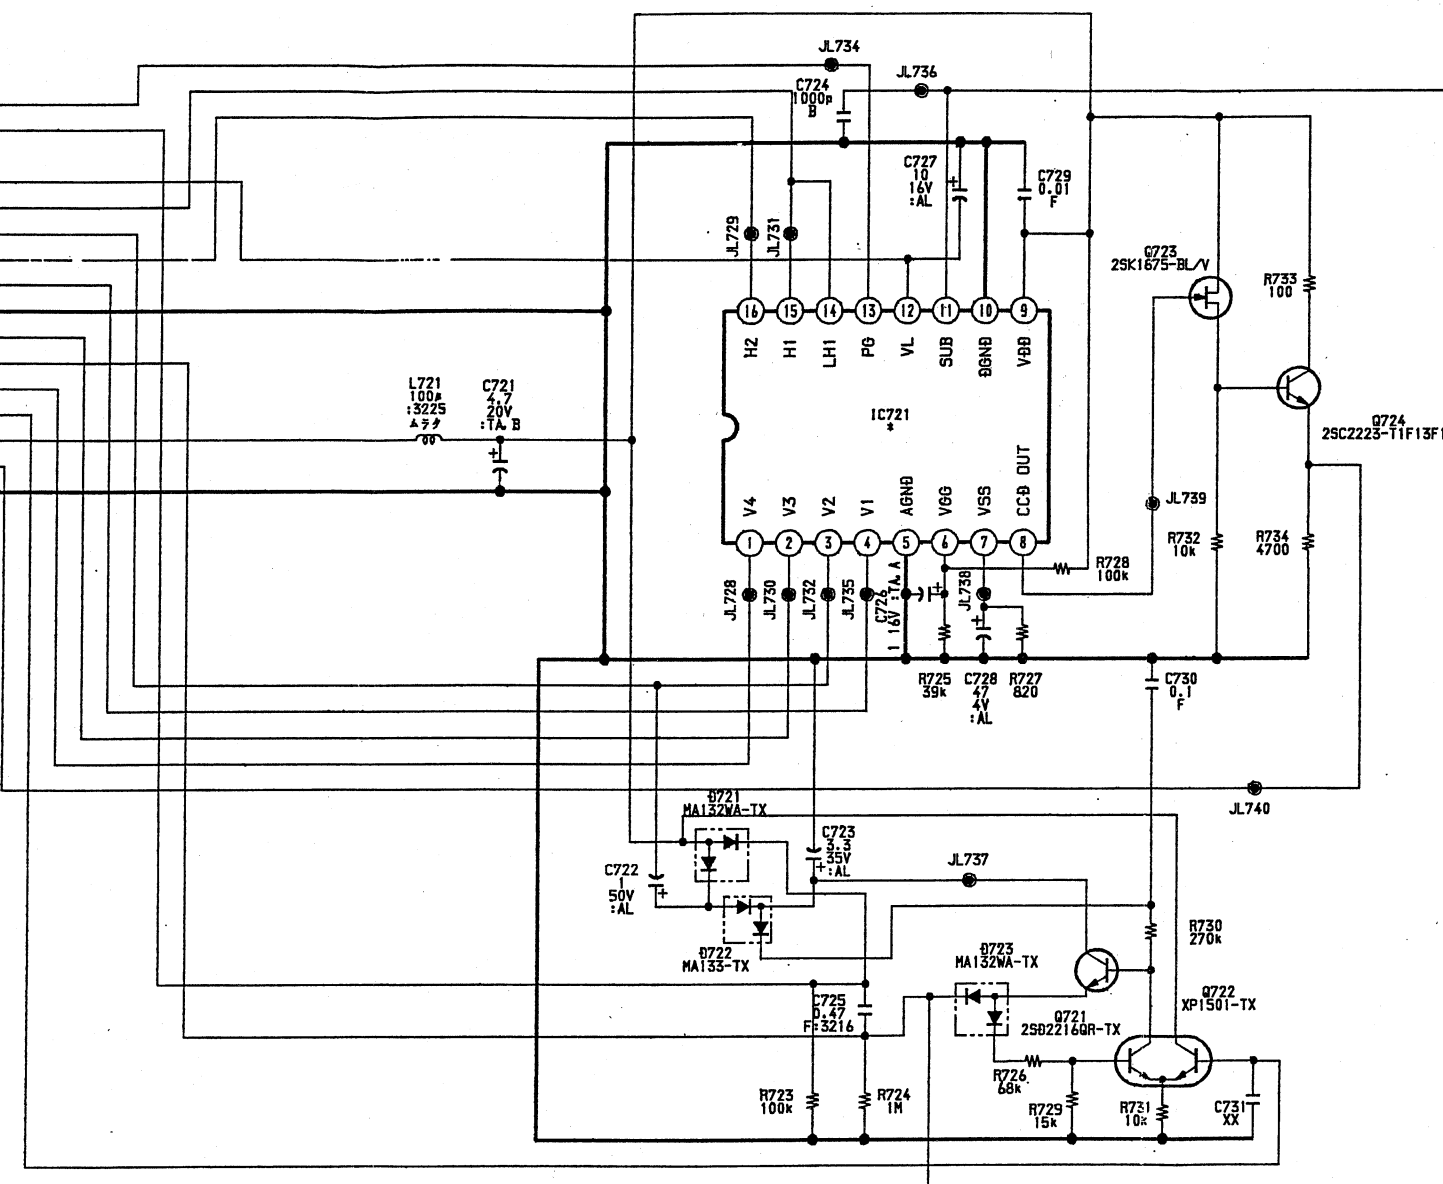 JL734
JL736
C724
1000p
B
C727
10
16V
:AL
+
C729
0.01
F
JL729
JL731
Q723
2SK1675-BL/V
R733
100
16 15 14 13 12 11 10 9
H2 H1 LH1 PG VL SUB DGND VDD
L721
100μ
:3225
ムラタ
C721
4.7
20V
:TA.B
+
IC721
*
Q724
2SC2223-T1F13F1
V4 V3 V2 V1 AGND VGG VSS CCD OUT
1 2 3 4 5 6 7 8
JL739
R732
10k
R734
4700
R728
100k
JL728
JL730
JL732
JL735
C726
1 16V :TA.A
+
JL738
+
R725
39k
C728
47
4V
:AL
R727
820
C730
0.1
F
JL740
D721
MA132WA-TX
C723
3.3
35V
:AL
+
C722
1
50V
:AL
+
JL737
D722
MA133-TX
R730
270k
D723
MA132WA-TX
Q722
XP1501-TX
C725
0.47
F:3216
Q721
2SD2216QR-TX
R726
68k
R723
100k
R724
1M
R729
15k
R731
10k
C731
XX